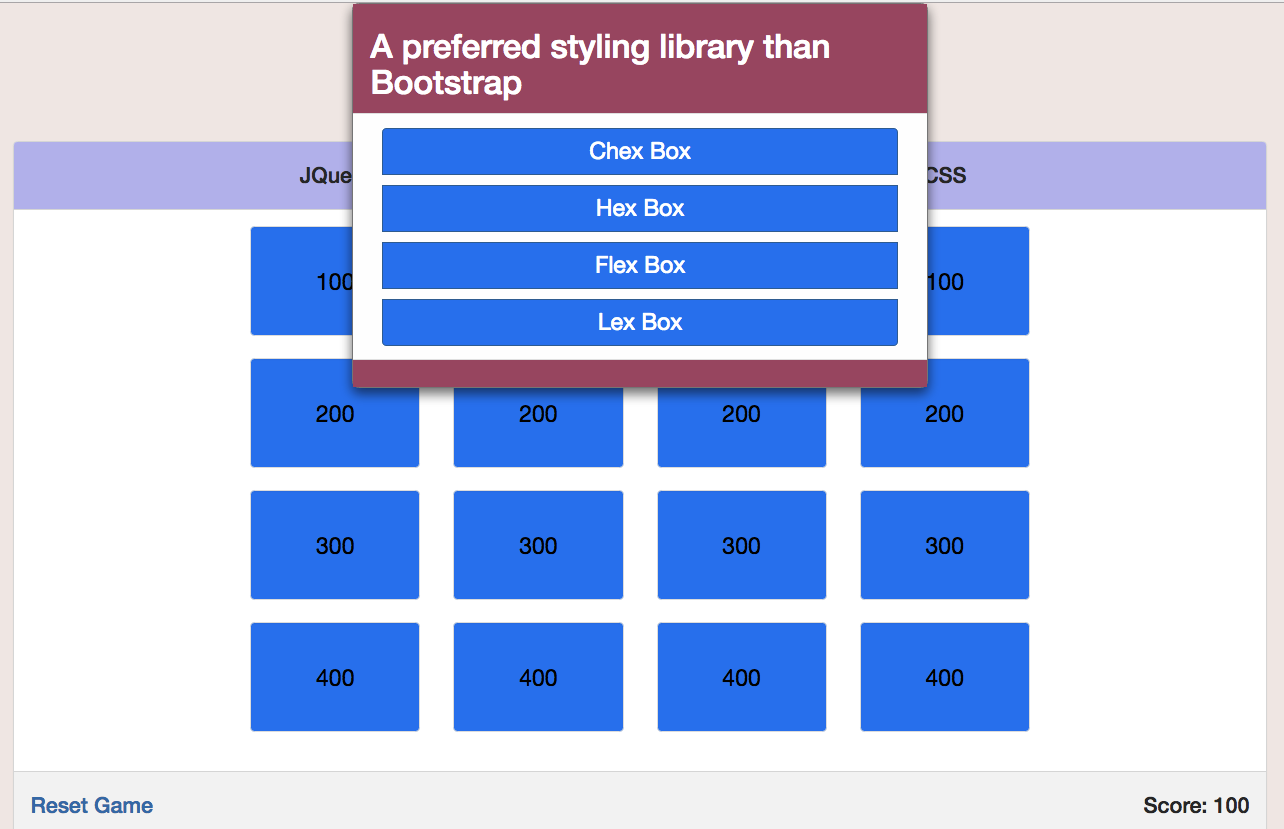 A preferred styling library than
Bootstrap
Chex Box
Hex Box
Flex Box
Lex Box
JQue
CSS
100
100
200 200 200 200
300 300 300 300
400 400 400 400
Reset Game
Score: 100